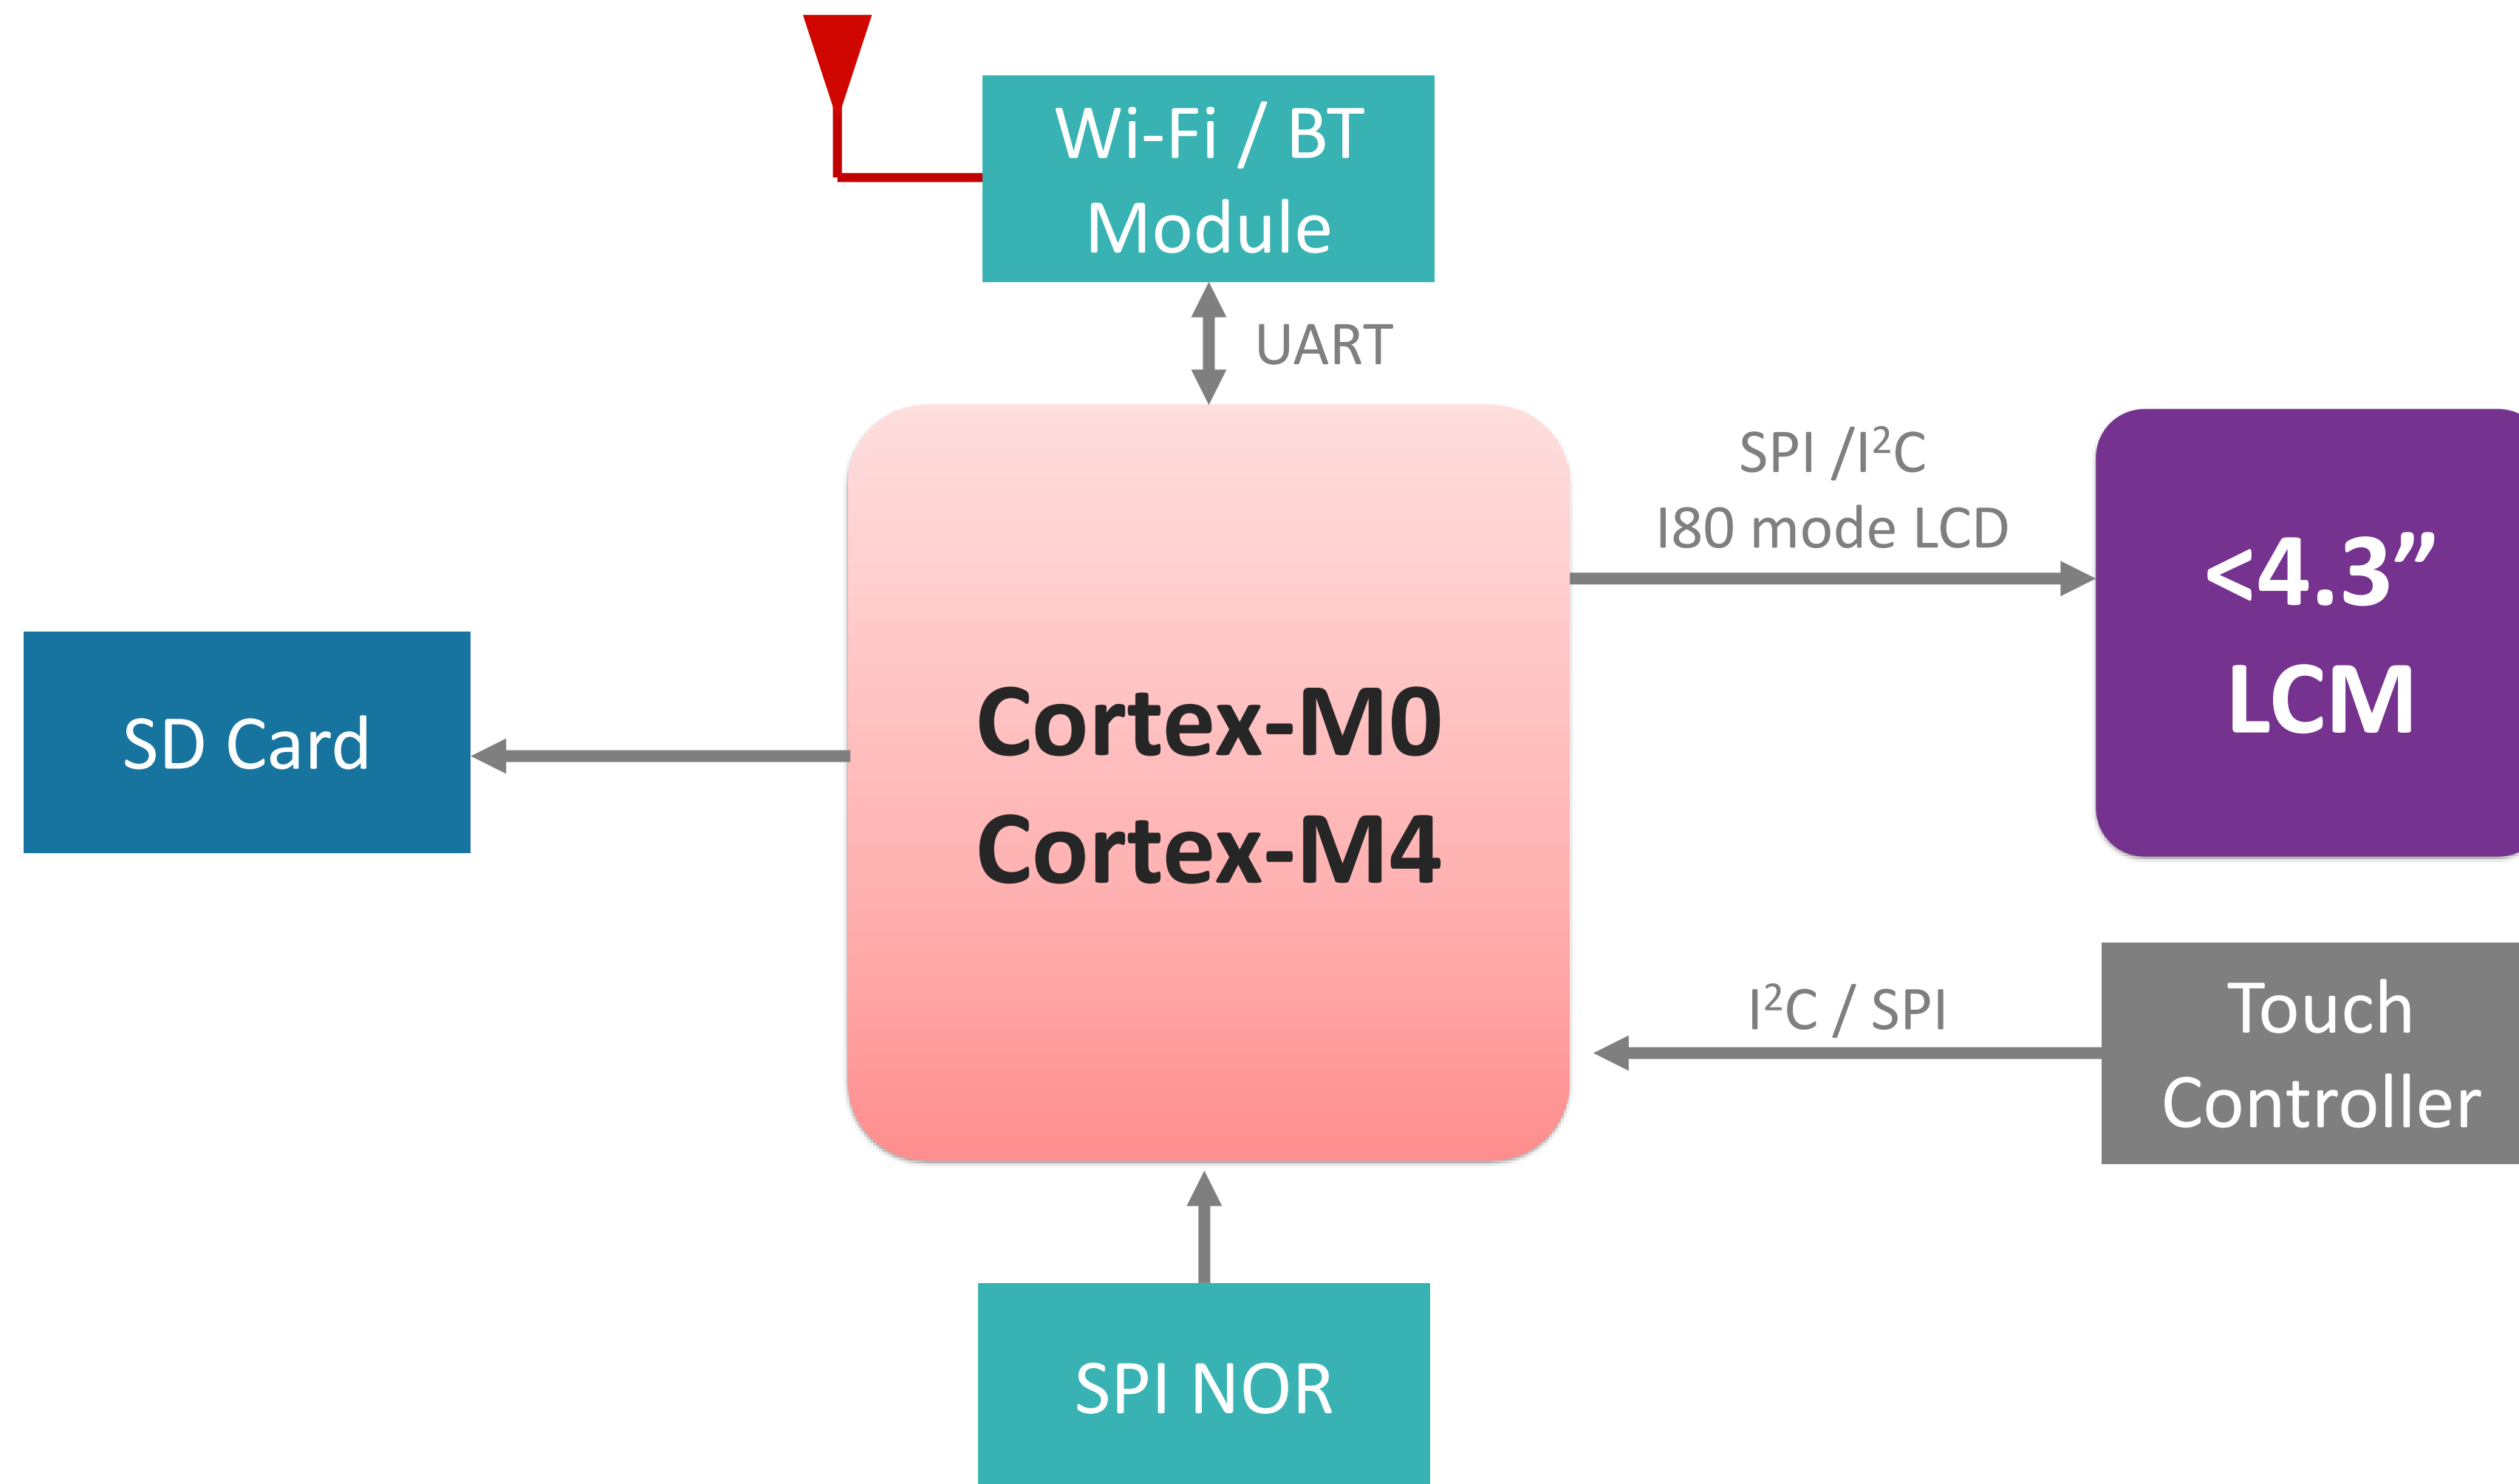 Wi-Fi / BT
Module
UART
SPI /I²C
I80 mode LCD
<4.3”
LCM
SD Card
Cortex-M0
Cortex-M4
I²C / SPI
Touch
Controller
SPI NOR